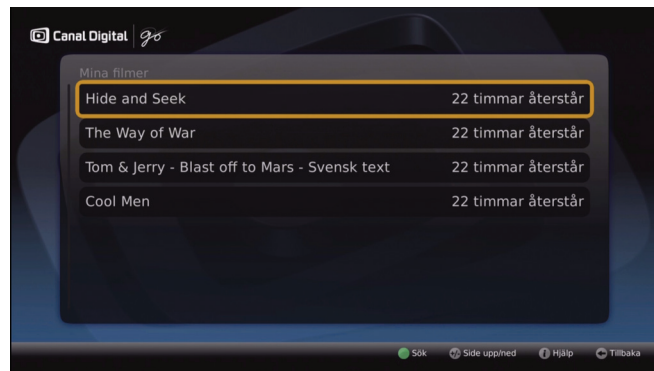 Canal Digital go
Mina filmer
Hide and Seek 22 timmar återstår
The Way of War 22 timmar återstår
Tom & Jerry - Blast off to Mars - Svensk text 22 timmar återstår
Cool Men 22 timmar återstår
Sök Side upp/ned Hjälp Tillbaka